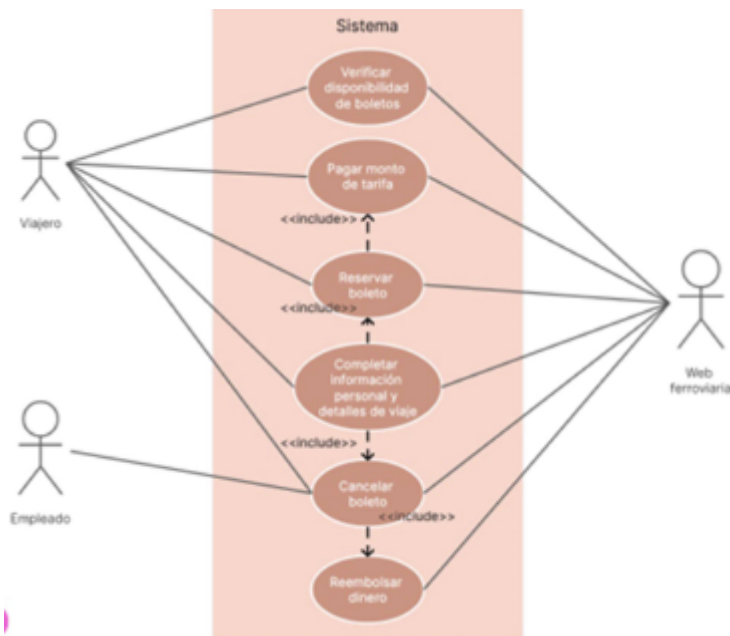 Sistema
Verificar
disponibilidad
de boletos
Pagar monto
de tarifa
Viajero
<<include>>
Reservar
boleto
<<include>>
Completar
información
personal y
detalles de viaje
Web
ferroviaria
<<include>>
Cancelar
boleto
<<include>>
Empleado
Reembolsar
dinero